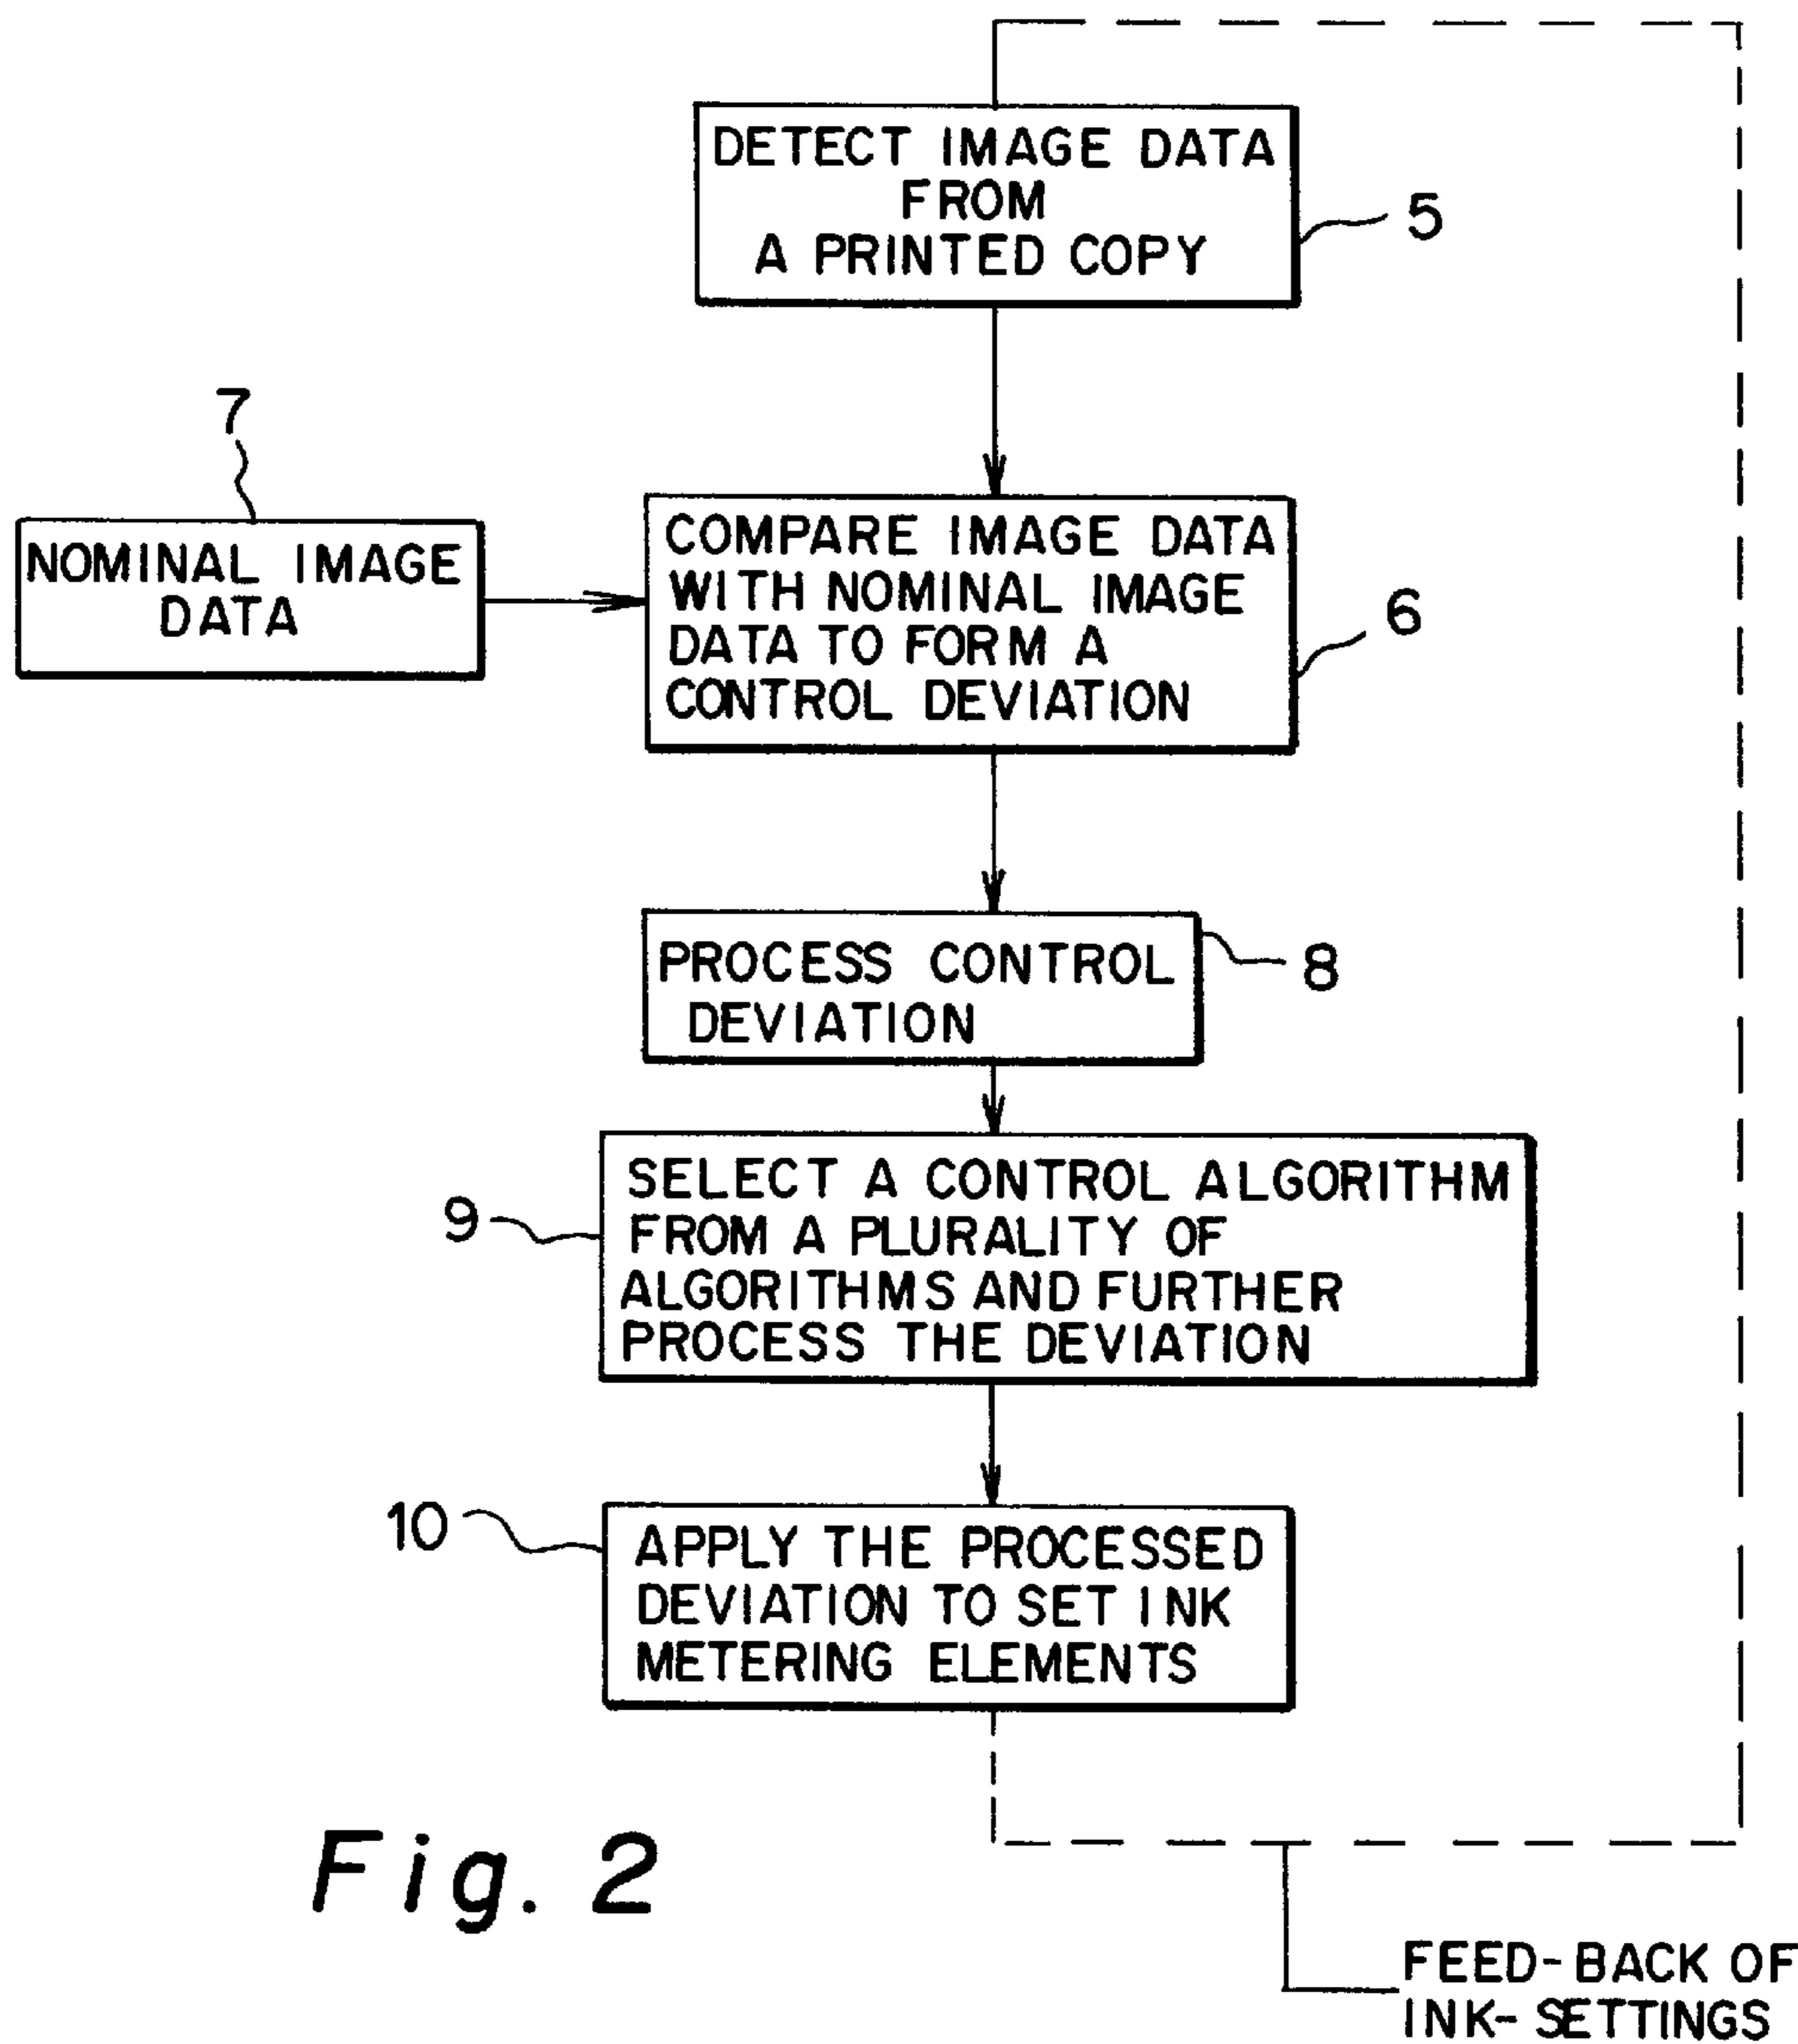 DETECT IMAGE DATA
FROM
A PRINTED COPY
5
7
NOMINAL IMAGE
DATA
COMPARE IMAGE DATA
WITH NOMINAL IMAGE
DATA TO FORM A
CONTROL DEVIATION
6
PROCESS CONTROL
DEVIATION
8
9
SELECT A CONTROL ALGORITHM
FROM A PLURALITY OF
ALGORITHMS AND FURTHER
PROCESS THE DEVIATION
10
APPLY THE PROCESSED
DEVIATION TO SET INK
METERING ELEMENTS
Fig. 2
FEED-BACK OF
INK-SETTINGS